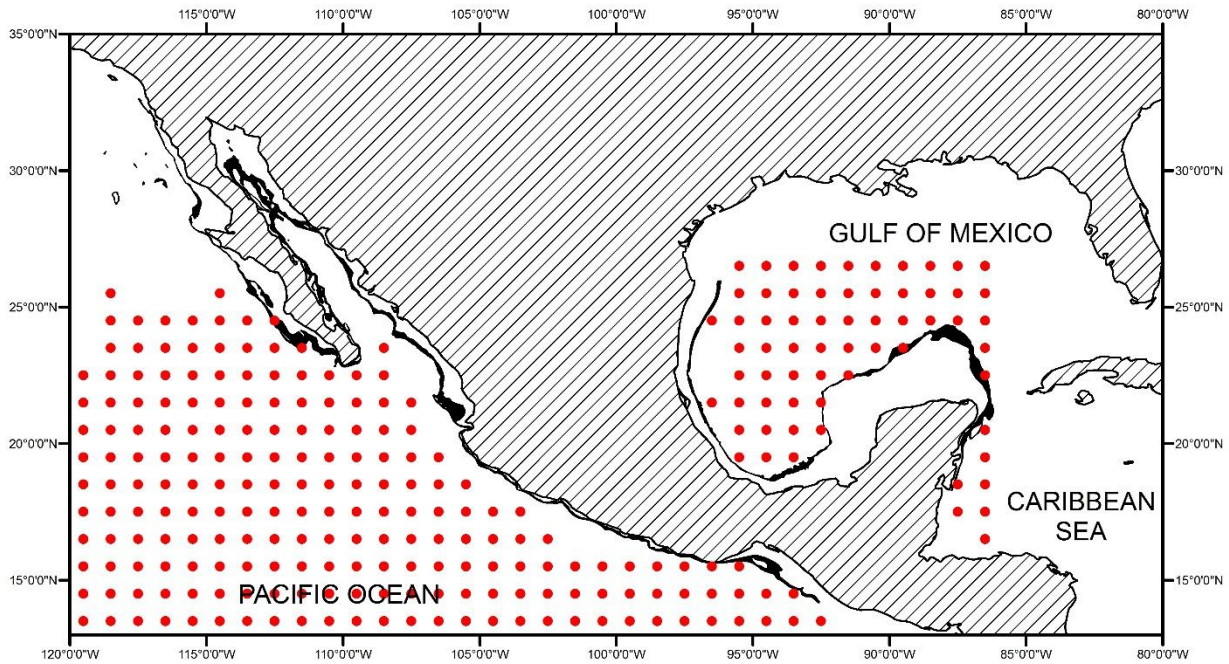 115°0'0"W 110°0'0"W 105°0'0"W 100°0'0"W 95°0'0"W 90°0'0"W 85°0'0"W 80°0'0"W
35°0'0"N
30°0'0"N 30°0'0"N
GULF OF MEXICO
25°0'0"N 25°0'0"N
20°0'0"N 20°0'0"N
CARIBBEAN
SEA
15°0'0"N 15°0'0"N
PACIFIC OCEAN
120°0'0"W 115°0'0"W 110°0'0"W 105°0'0"W 100°0'0"W 95°0'0"W 90°0'0"W 85°0'0"W 80°0'0"W